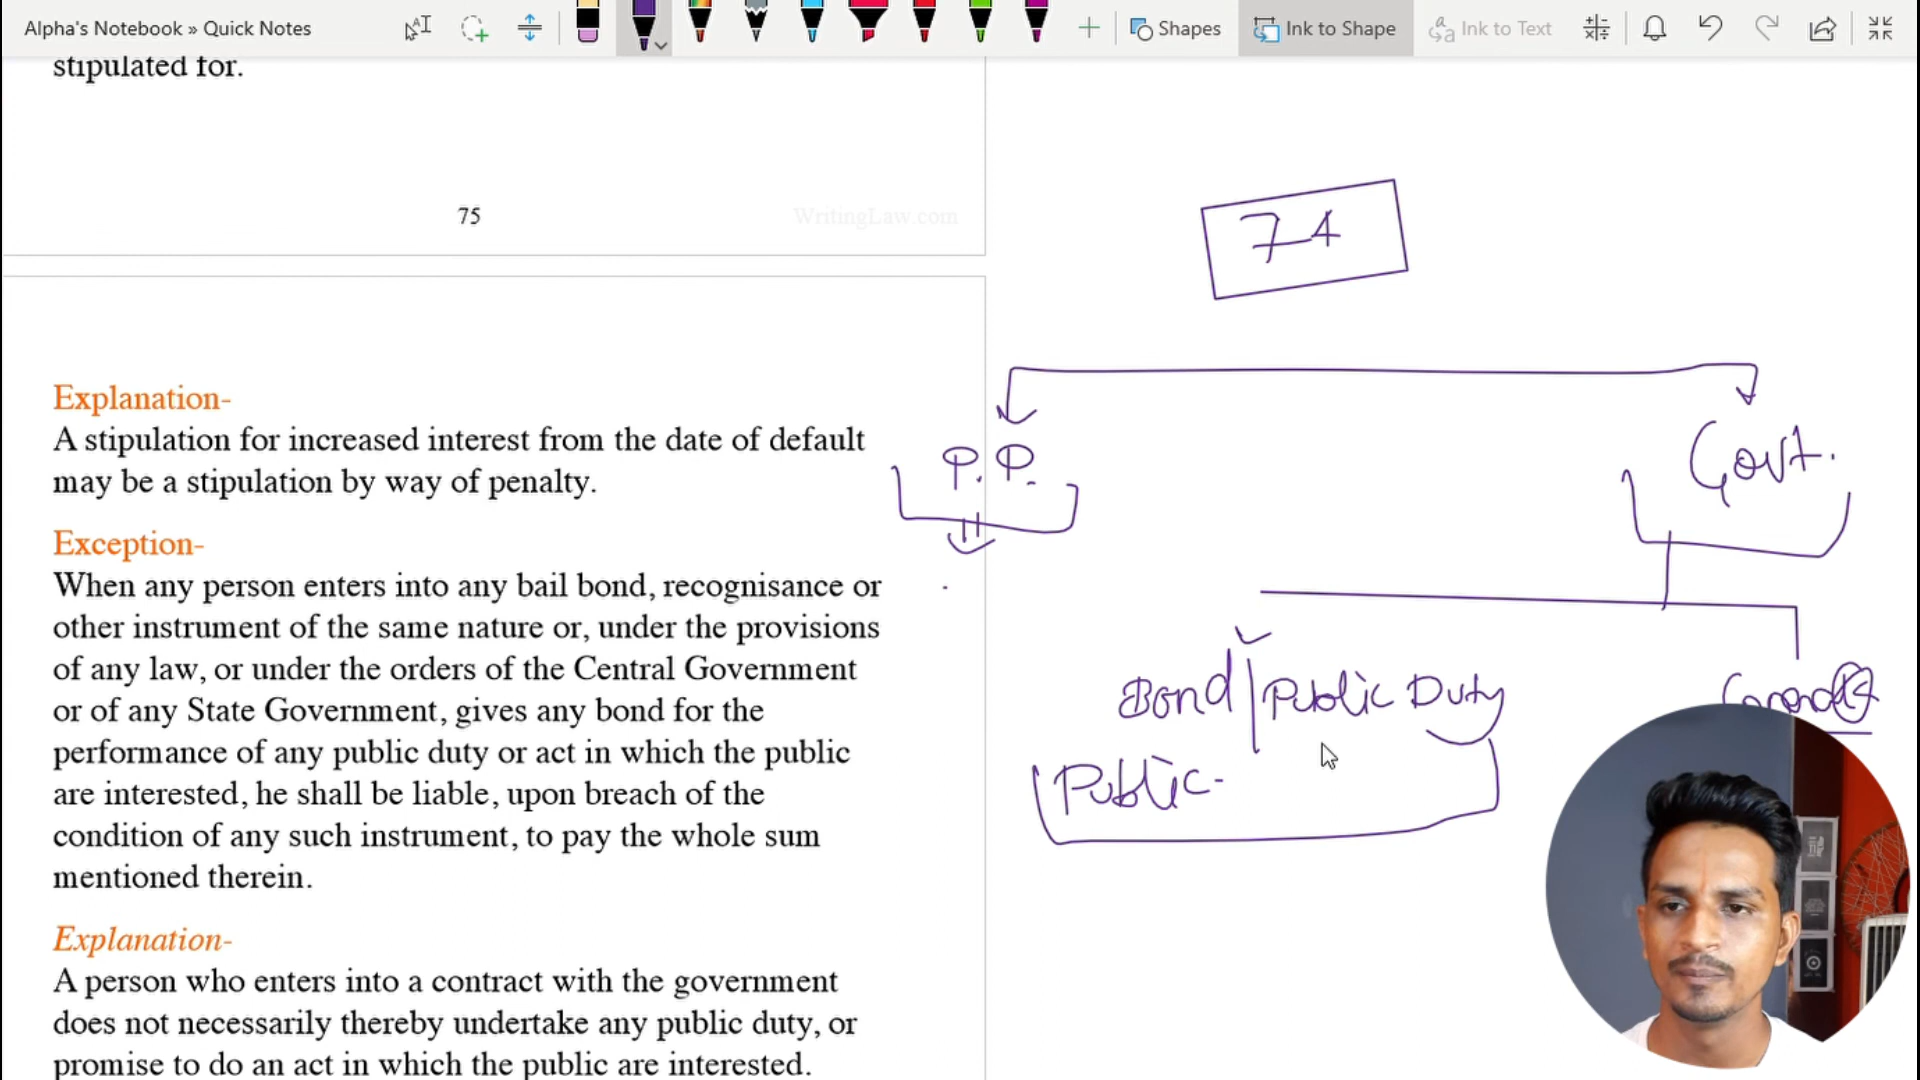 Alpha's Notebook » Quick Notes
Shapes
Ink to Shape
Ink to Text
stipulated for.
75
WritingLaw.com
Explanation-
A stipulation for increased interest from the date of default
may be a stipulation by way of penalty.
Exception-
When any person enters into any bail bond, recognisance or
other instrument of the same nature or, under the provisions
of any law, or under the orders of the Central Government
or of any State Government, gives any bond for the
performance of any public duty or act in which the public
are interested, he shall be liable, upon breach of the
condition of any such instrument, to pay the whole sum
mentioned therein.
Explanation-
A person who enters into a contract with the government
does not necessarily thereby undertake any public duty, or
promise to do an act in which the public are interested.
74
P.P.
Govt.
Bond | Public Duty
Public-